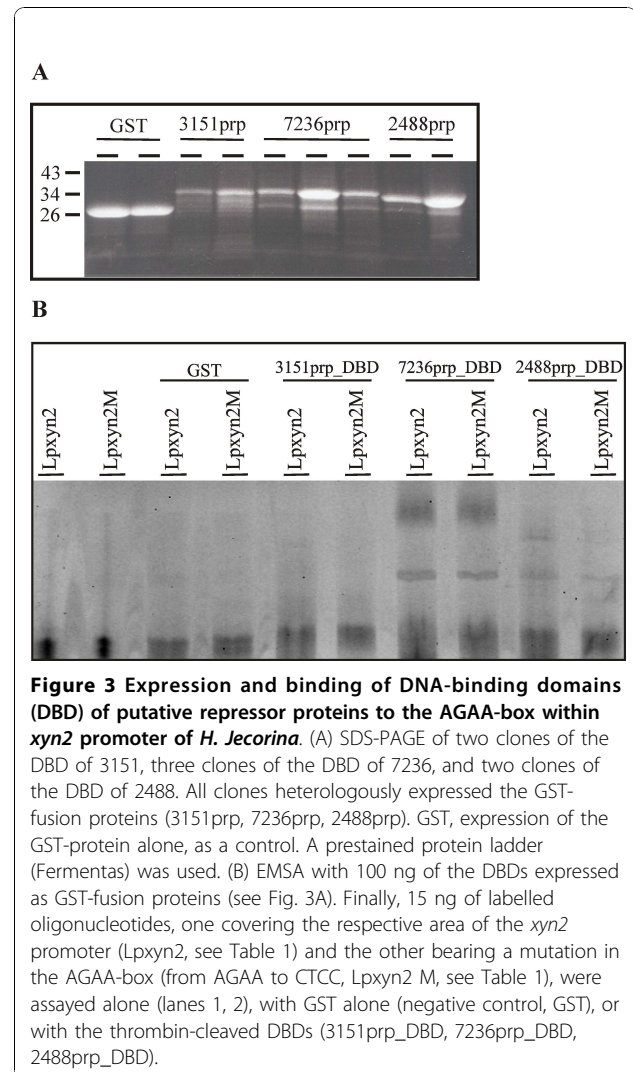 A
GST 3151prp 7236prp 2488prp
43
34
26
B
GST 3151prp_DBD 7236prp_DBD 2488prp_DBD
Lpxyn2 Lpxyn2M Lpxyn2 Lpxyn2M Lpxyn2 Lpxyn2M Lpxyn2 Lpxyn2M Lpxyn2 Lpxyn2M
Figure 3 Expression and binding of DNA-binding domains
(DBD) of putative repressor proteins to the AGAA-box within
xyn2 promoter of H. Jecorina. (A) SDS-PAGE of two clones of the
DBD of 3151, three clones of the DBD of 7236, and two clones of
the DBD of 2488. All clones heterologously expressed the GST-
fusion proteins (3151prp, 7236prp, 2488prp). GST, expression of the
GST-protein alone, as a control. A prestained protein ladder
(Fermentas) was used. (B) EMSA with 100 ng of the DBDs expressed
as GST-fusion proteins (see Fig. 3A). Finally, 15 ng of labelled
oligonucleotides, one covering the respective area of the xyn2
promoter (Lpxyn2, see Table 1) and the other bearing a mutation in
the AGAA-box (from AGAA to CTCC, Lpxyn2 M, see Table 1), were
assayed alone (lanes 1, 2), with GST alone (negative control, GST), or
with the thrombin-cleaved DBDs (3151prp_DBD, 7236prp_DBD,
2488prp_DBD).